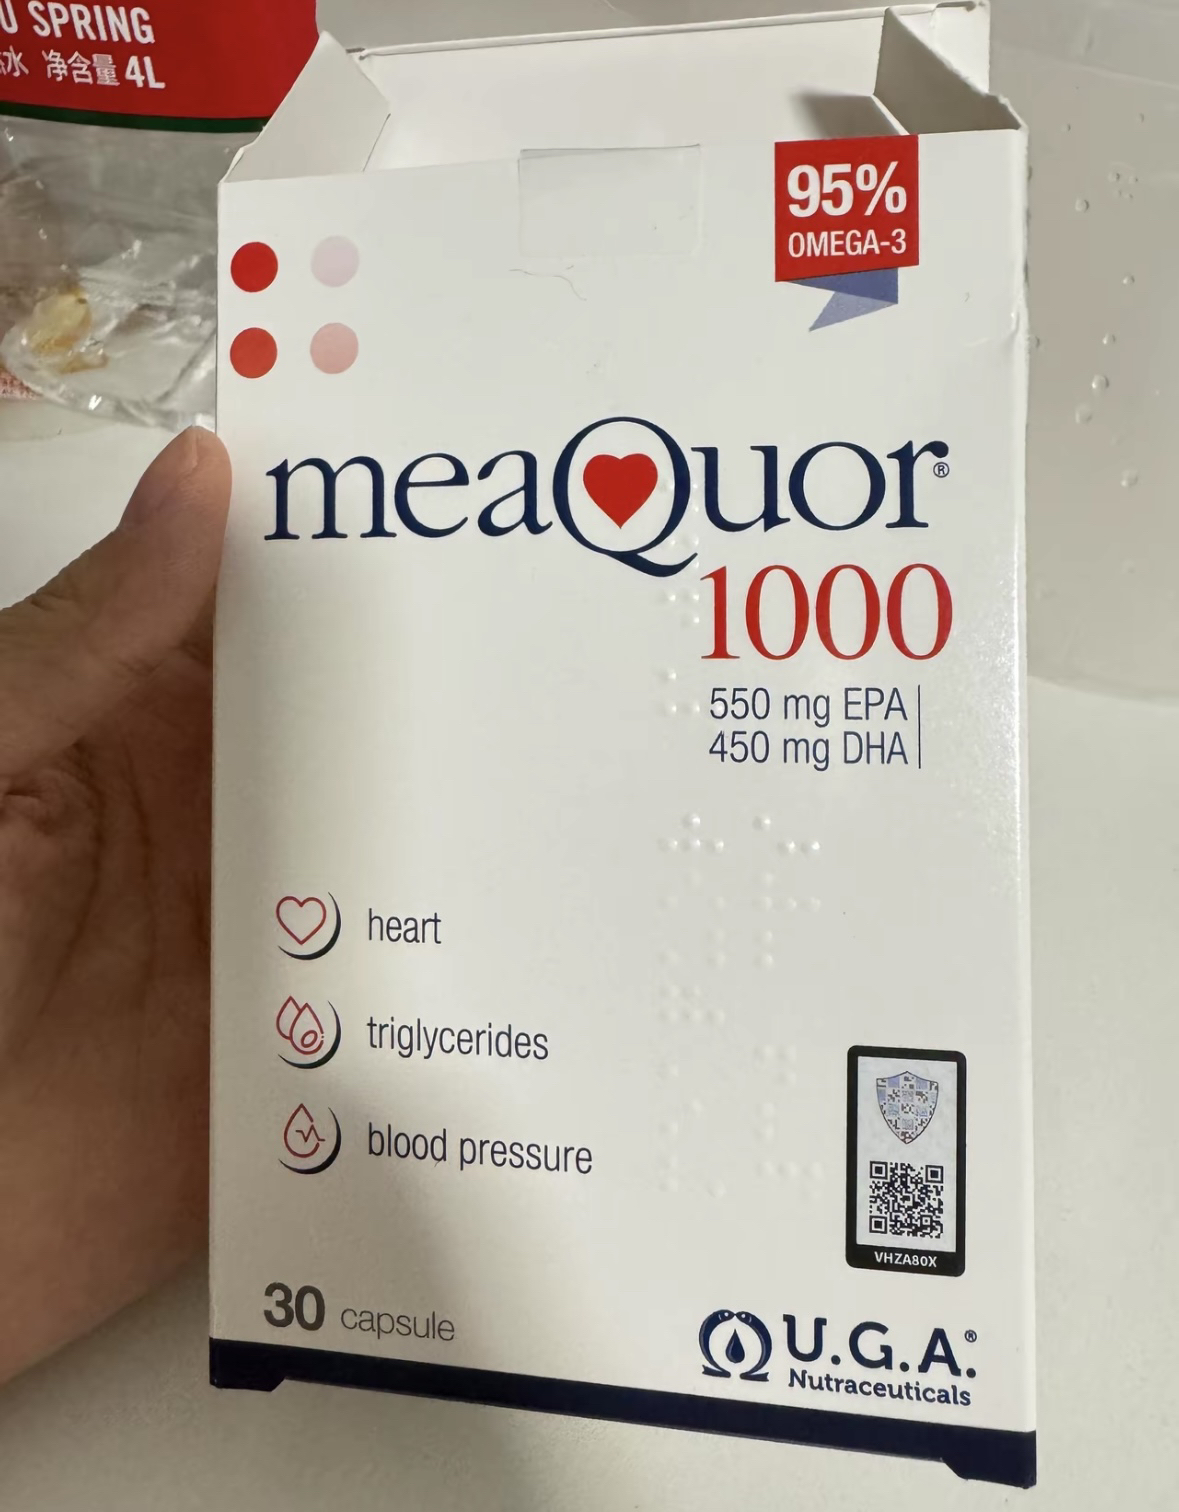 U SPRING
水 净含量 4L
95%
OMEGA-3
meaQuor®
1000
550 mg EPA
450 mg DHA
heart
triglycerides
blood pressure
VHZA80X
30 capsule
U.G.A.®
Nutraceuticals